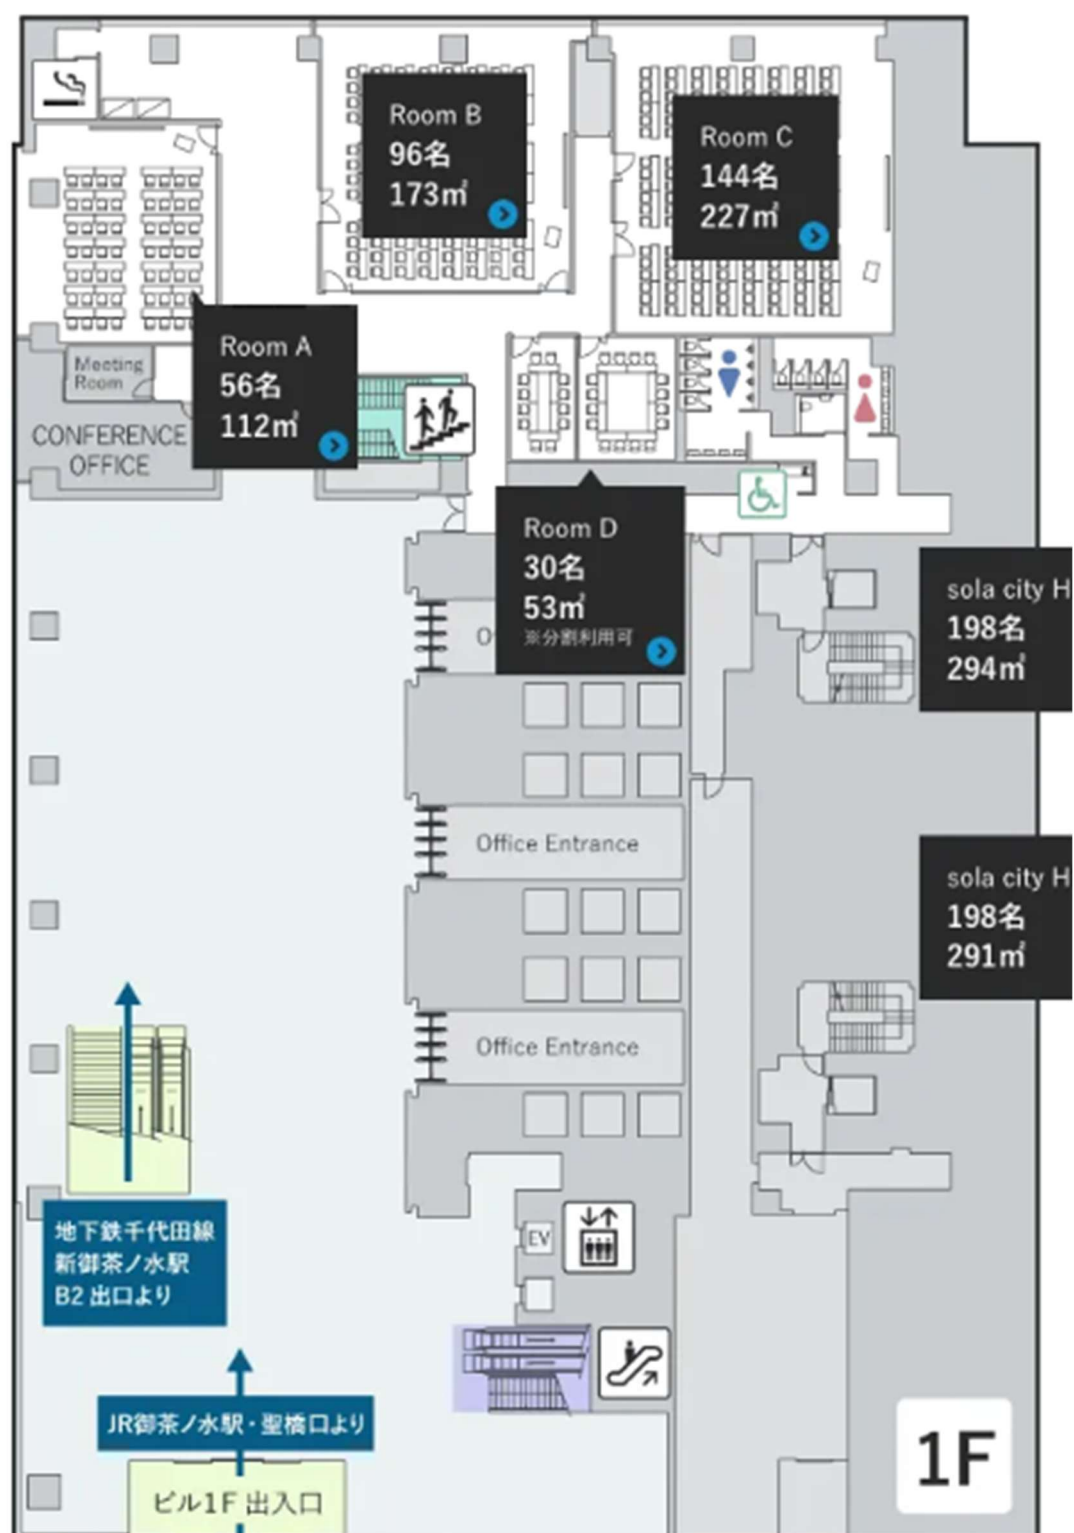 Room B
96名
173㎡
Room C
144名
227㎡
Room A
56名
112㎡
Meeting
Room
CONFERENCE
OFFICE
Room D
30名
53㎡
※分割利用可
O
sola city H
198名
294㎡
Office Entrance
sola city H
198名
291㎡
Office Entrance
地下鉄千代田線
新御茶ノ水駅
B2 出口より
EV
JR御茶ノ水駅・聖橋口より
ビル1F 出入口
1F